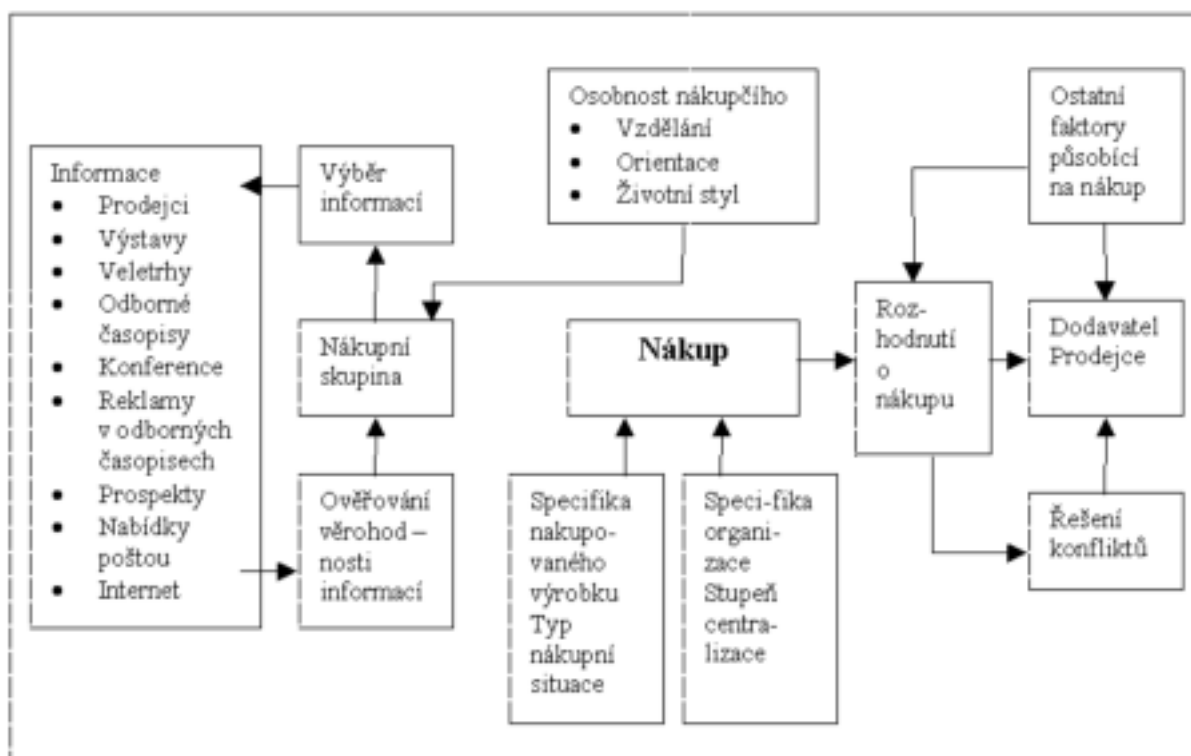 Informace
• Prodejci
• Výstavy
• Veletrhy
• Odborné
časopisy
• Konference
• Reklamy
v odborných
časopisech
• Prospekty
• Nabídky
poštou
• Internet
Výběr
informací
Nákupní
skupina
Ověřování
věrohod –
nosti
informací
Osobnost nákupčího
• Vzdělání
• Orientace
• Životní styl
Nákup
Specifika
nakupo-
vaného
výrobku
Typ
nákupní
situace
Speci-fika
organi-
zace
Stupeň
centra-
lizace
Roz-
hodnutí
o
nákupu
Ostatní
faktory
působící
na nákup
Dodavatel
Prodejce
Řešení
konfliktů